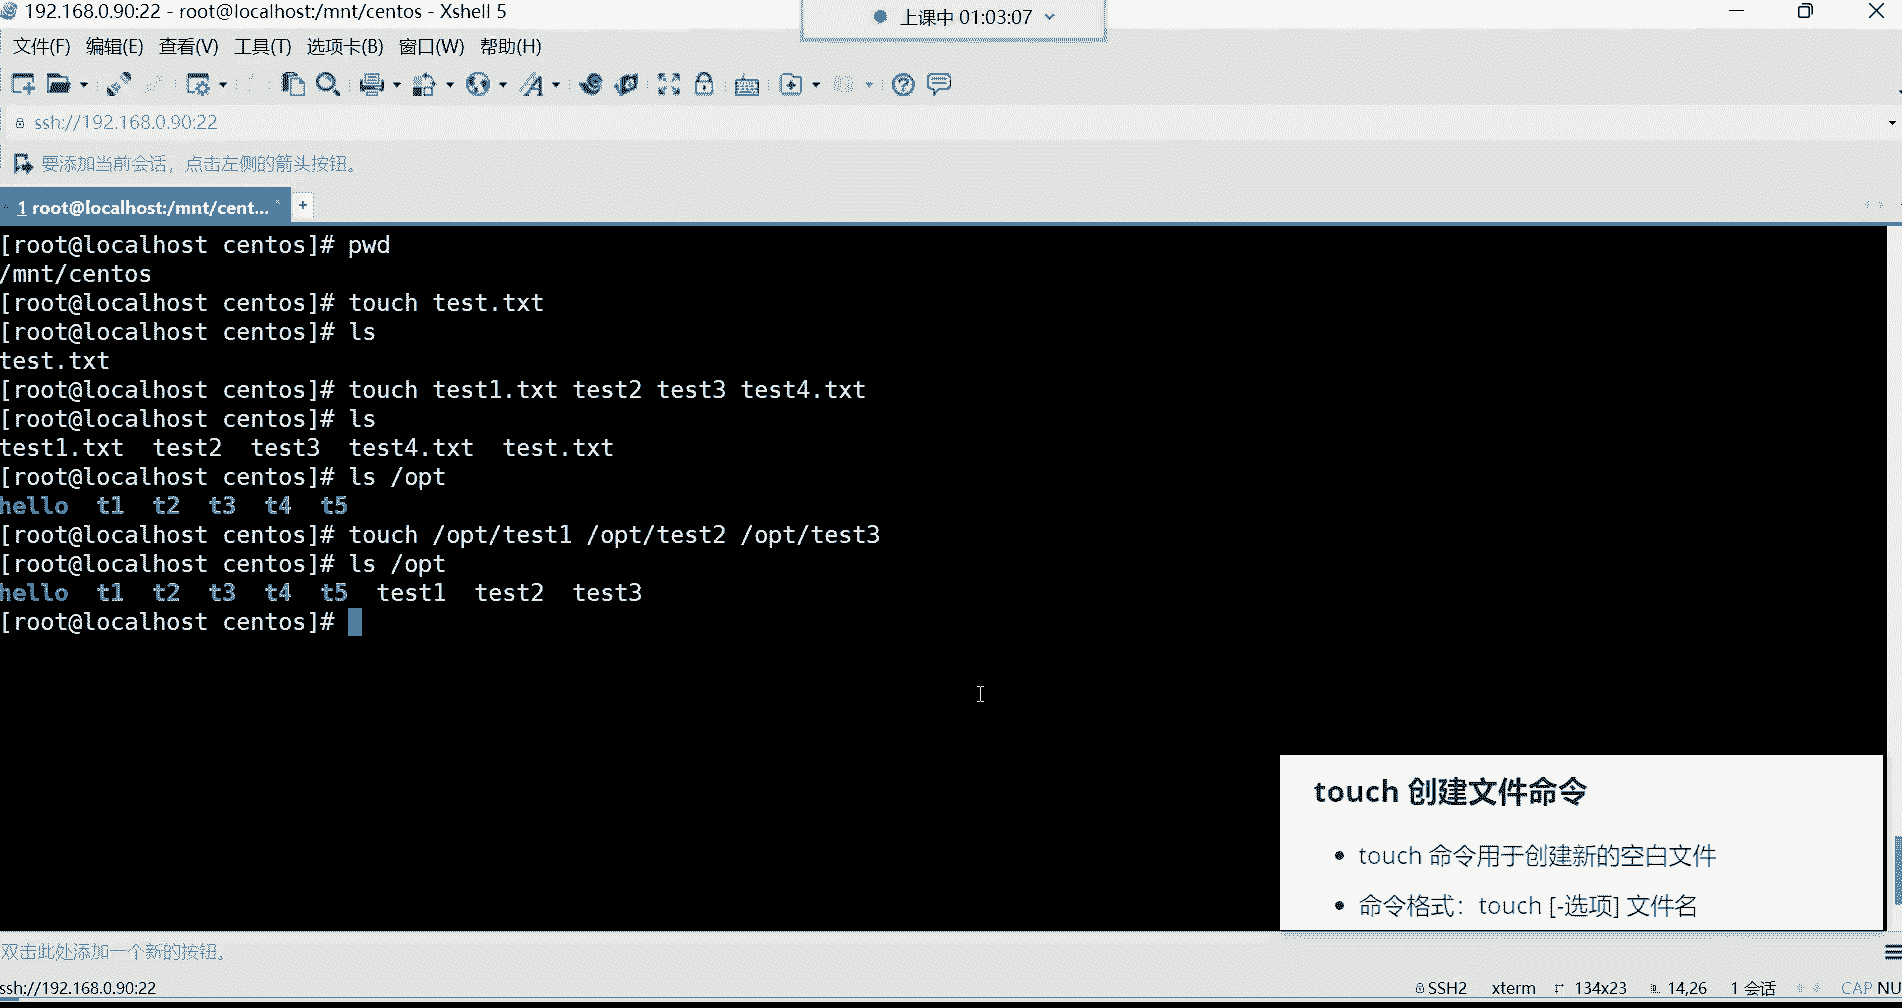 192.168.0.90:22 - root@localhost:/mnt/centos - Xshell 5
上课中 01:03:07
文件(F) 编辑(E) 查看(V) 工具(T) 选项卡(B) 窗口(W) 帮助(H)
ssh://192.168.0.90:22
要添加当前会话，点击左侧的箭头按钮。
1 root@localhost:/mnt/cent...
[root@localhost centos]# pwd
/mnt/centos
[root@localhost centos]# touch test.txt
[root@localhost centos]# ls
test.txt
[root@localhost centos]# touch test1.txt test2 test3 test4.txt
[root@localhost centos]# ls
test1.txt  test2  test3  test4.txt  test.txt
[root@localhost centos]# ls /opt
hello  t1  t2  t3  t4  t5
[root@localhost centos]# touch /opt/test1 /opt/test2 /opt/test3
[root@localhost centos]# ls /opt
hello  t1  t2  t3  t4  t5  test1  test2  test3
[root@localhost centos]#
touch 创建文件命令
• touch 命令用于创建新的空白文件
• 命令格式：touch [-选项] 文件名
双击此处添加一个新的按钮。
ssh://192.168.0.90:22
SSH2 xterm 134x23 14,26 1 会话 CAP NU